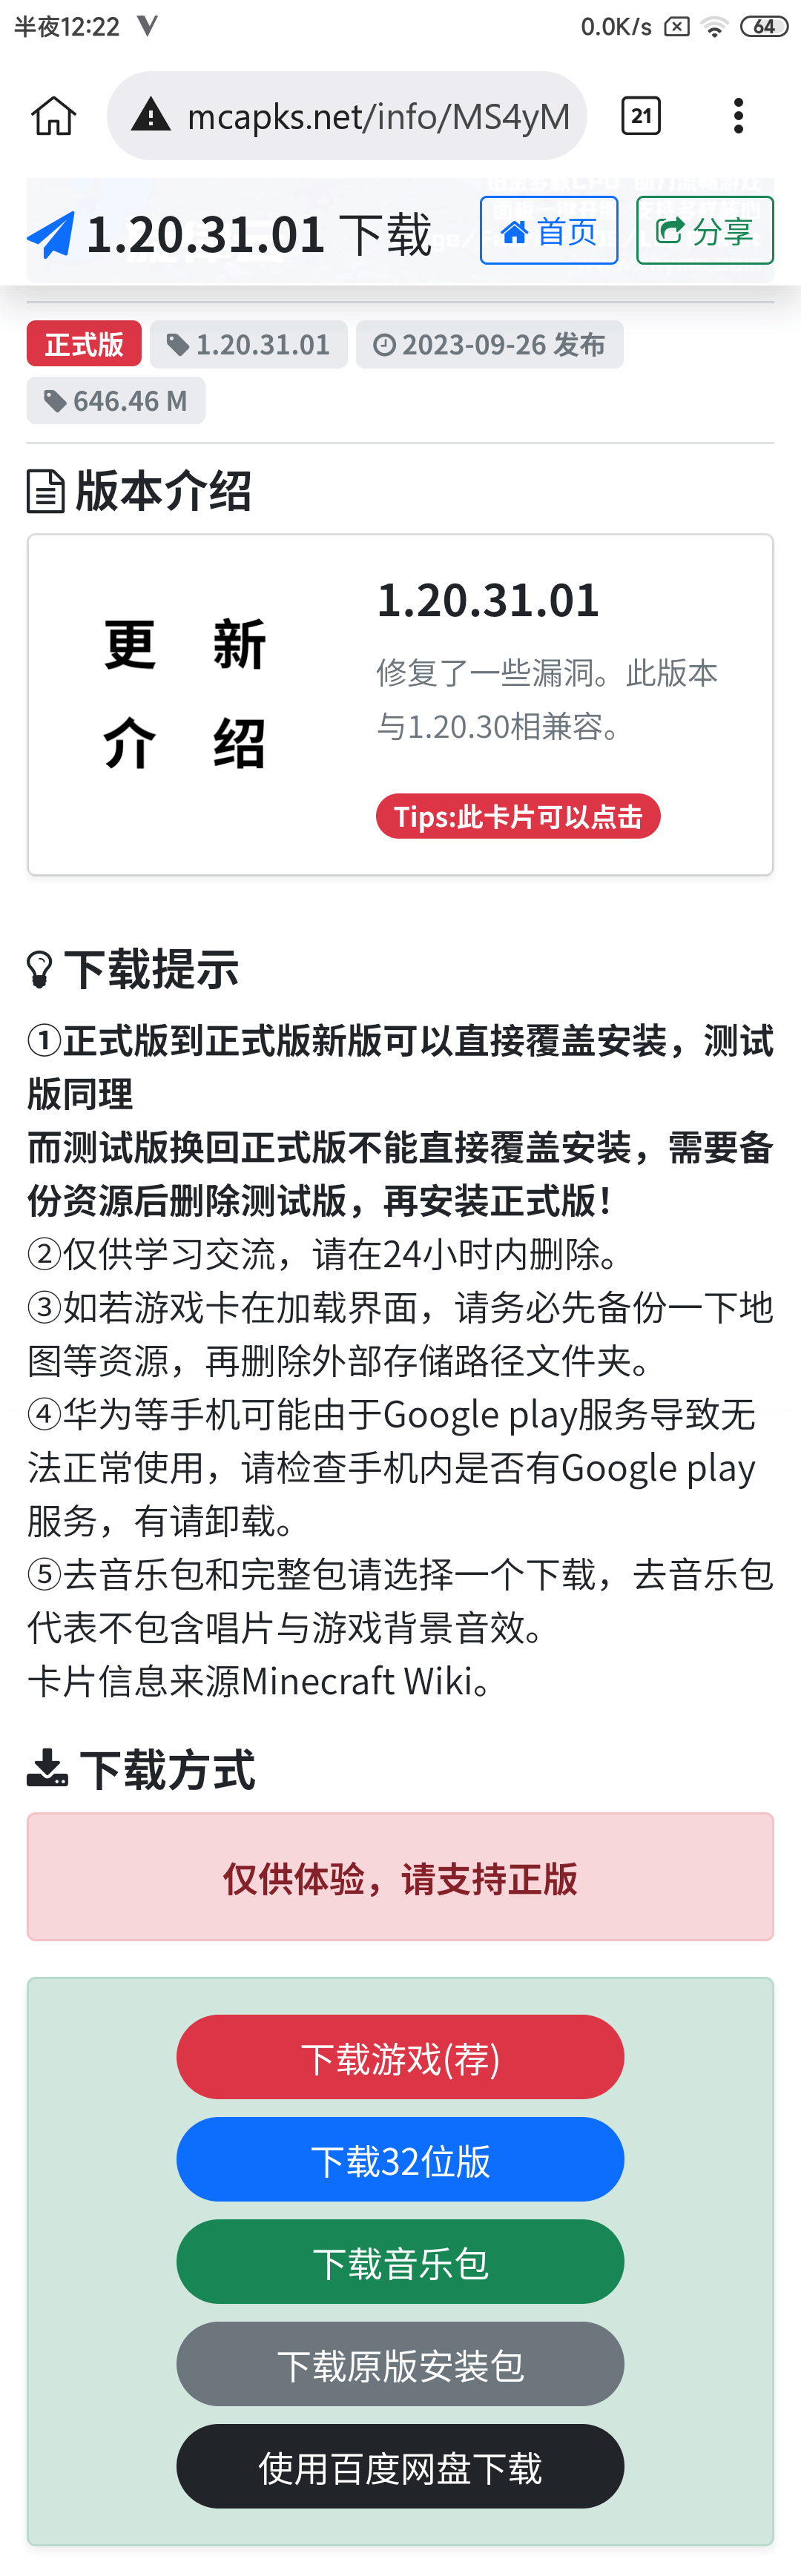 半夜12:22
0.0K/s
64
mcapks.net/info/MS4yM
21
1.20.31.01 下载
首页
分享
正式版
1.20.31.01
2023-09-26 发布
646.46 M
版本介绍
更 新
介 绍
1.20.31.01
修复了一些漏洞。此版本
与1.20.30相兼容。
Tips:此卡片可以点击
下载提示
①正式版到正式版新版可以直接覆盖安装，测试
版同理
而测试版换回正式版不能直接覆盖安装，需要备
份资源后删除测试版，再安装正式版！
②仅供学习交流，请在24小时内删除。
③如若游戏卡在加载界面，请务必先备份一下地
图等资源，再删除外部存储路径文件夹。
④华为等手机可能由于Google play服务导致无
法正常使用，请检查手机内是否有Google play
服务，有请卸载。
⑤去音乐包和完整包请选择一个下载，去音乐包
代表不包含唱片与游戏背景音效。
卡片信息来源Minecraft Wiki。
下载方式
仅供体验，请支持正版
下载游戏(荐)
下载32位版
下载音乐包
下载原版安装包
使用百度网盘下载